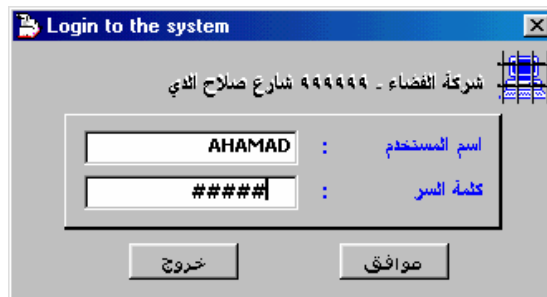 Login to the system
شركة الفضاء - ٩٩٩٩٩٩ شارع صلاح الدي
اسم المستخدم : AHAMAD
كلمة السر : #####
موافق خروج